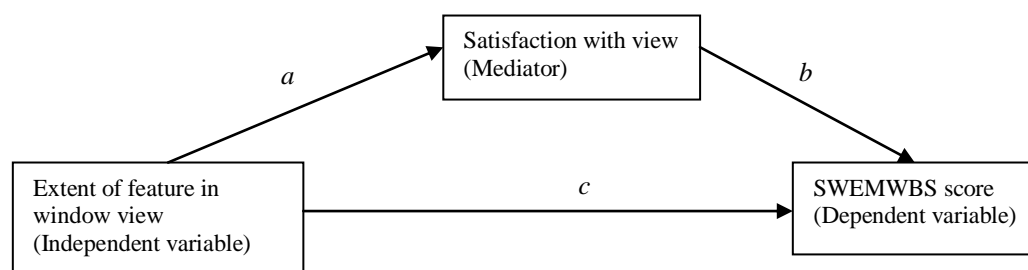 Satisfaction with view
(Mediator)
a
b
Extent of feature in
window view
(Independent variable)
c
SWEMWBS score
(Dependent variable)